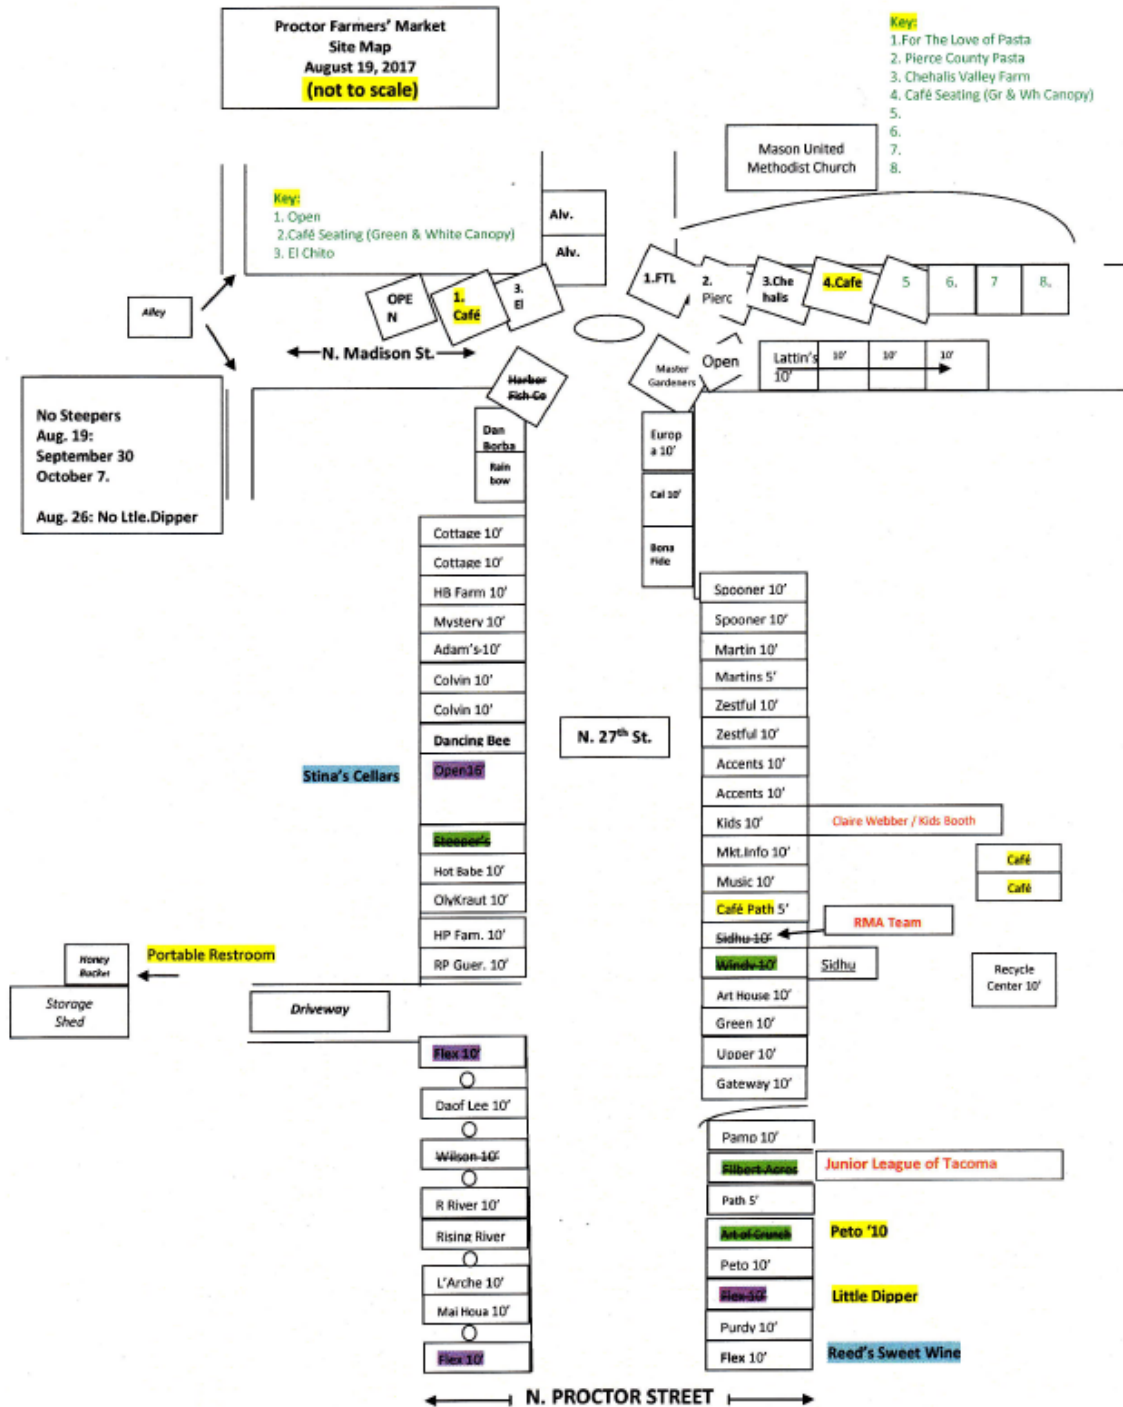 Proctor Farmers' Market
Site Map
August 19, 2017
(not to scale)
Key:
1.For The Love of Pasta
2. Pierce County Pasta
3. Chehalis Valley Farm
4. Café Seating (Gr & Wh Canopy)
5.
6.
7.
8.
Mason United
Methodist Church
Key:
1. Open
2.Café Seating (Green & White Canopy)
3. El Chito
Alv.
Alv.
Alley
OPE
N
1.
Café
3.
El
1.FTL
2.
Pierc
3.Che
halis
4.Cafe
5
6.
7
8.
N. Madison St.
Harbor
Fish Co
Master
Gardeners
Open
Lattin's
10'
10'
10'
10'
No Steepers
Aug. 19:
September 30
October 7.
Aug. 26: No Ltle.Dipper
Dan
Borba
Rain
bow
Europ
a 10'
Cal 10'
Bona
Fide
Cottage 10'
Cottage 10'
HB Farm 10'
Mystery 10'
Adam's-10'
Colvin 10'
Colvin 10'
Dancing Bee
Stina's Cellars
Open16'
Steeper's
Hot Babe 10'
OlyKraut 10'
HP Fam. 10'
RP Guer. 10'
N. 27th St.
Spooner 10'
Spooner 10'
Martin 10'
Martins 5'
Zestful 10'
Zestful 10'
Accents 10'
Accents 10'
Kids 10'
Claire Webber / Kids Booth
Mkt.Info 10'
Music 10'
Café Path 5'
Café
Café
Sidhu 10'
RMA Team
Windy 10'
Sidhu
Recycle
Center 10'
Art House 10'
Green 10'
Upper 10'
Gateway 10'
Honey
Bucket
Portable Restroom
Storage
Shed
Driveway
Flex 10'
Daof Lee 10'
Wilson 10'
R River 10'
Rising River
L'Arche 10'
Mai Houa 10'
Flex 10'
Pamp 10'
Filbert Acres
Junior League of Tacoma
Path 5'
Art of Crunch
Peto '10
Peto 10'
Flex 10'
Little Dipper
Purdy 10'
Flex 10'
Reed's Sweet Wine
N. PROCTOR STREET